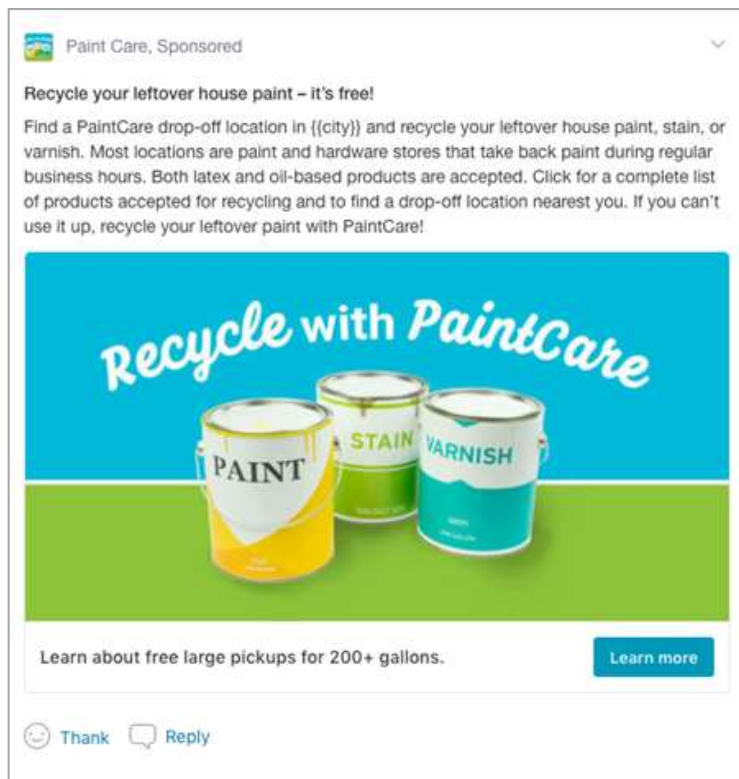 Paint Care, Sponsored
Recycle your leftover house paint – it's free!
Find a PaintCare drop-off location in {{city}} and recycle your leftover house paint, stain, or
varnish. Most locations are paint and hardware stores that take back paint during regular
business hours. Both latex and oil-based products are accepted. Click for a complete list
of products accepted for recycling and to find a drop-off location nearest you. If you can't
use it up, recycle your leftover paint with PaintCare!
Recycle with PaintCare
PAINT
STAIN
VARNISH
Learn about free large pickups for 200+ gallons.
Learn more
Thank
Reply